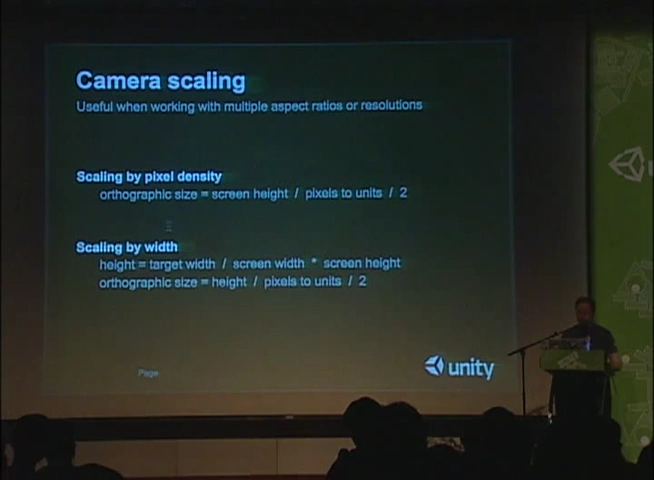 Camera scaling
Useful when working with multiple aspect ratios or resolutions
Scaling by pixel density
orthographic size = screen height / pixels to units / 2
Scaling by width
height = target width / screen width * screen height
orthographic size = height / pixels to units / 2
Page
unity